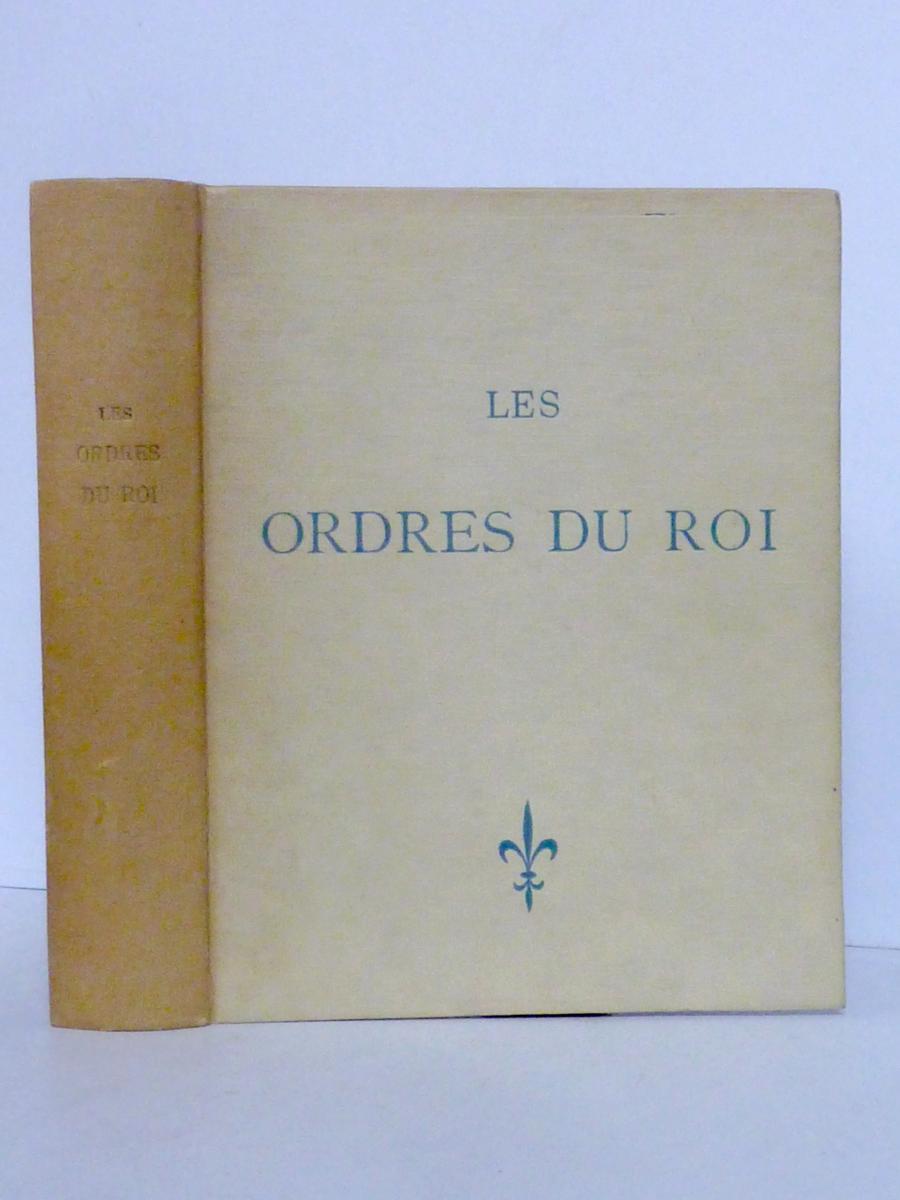 LES
ORDRES
DU ROI
LES
ORDRES DU ROI